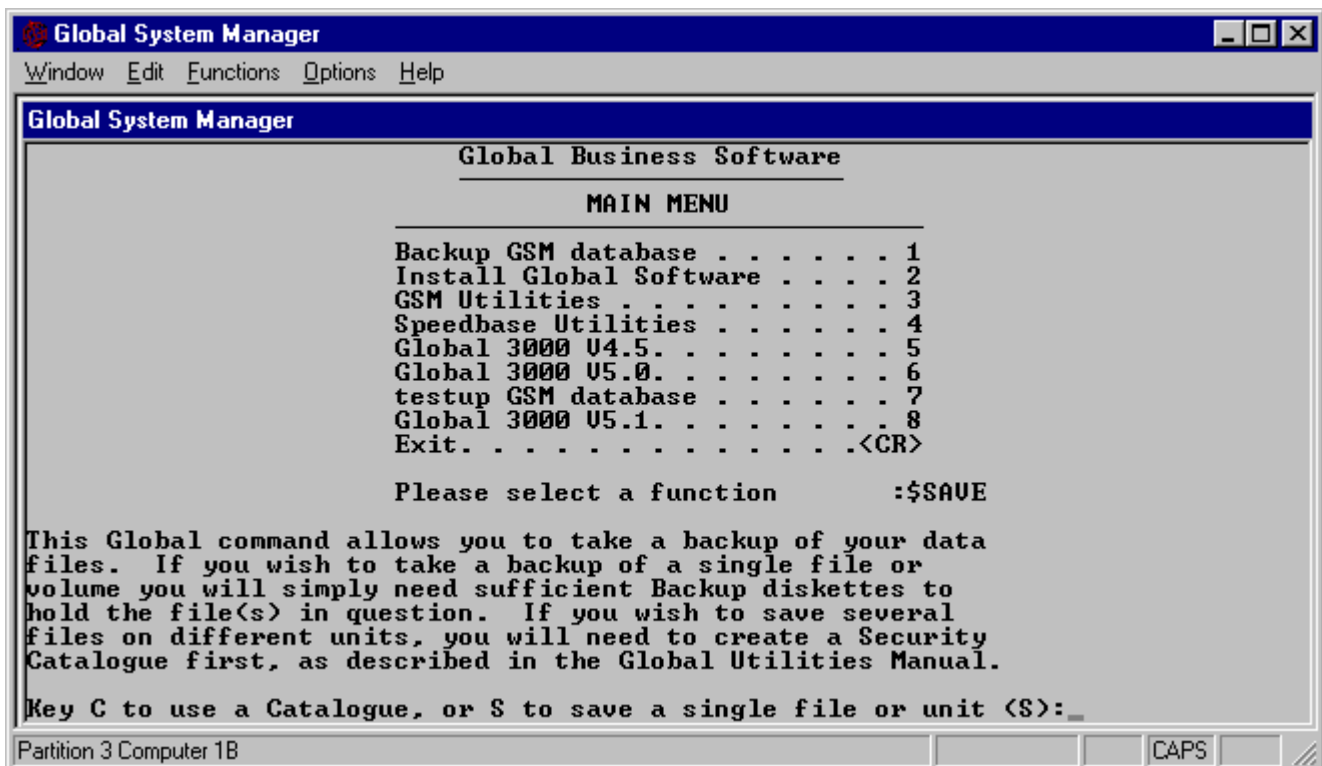 Global System Manager
Window Edit Functions Options Help
Global System Manager
Global Business Software
MAIN MENU
Backup GSM database . . . . . . 1
Install Global Software . . . . 2
GSM Utilities . . . . . . . . . 3
Speedbase Utilities . . . . . . 4
Global 3000 V4.5. . . . . . . . 5
Global 3000 V5.0. . . . . . . . 6
testup GSM database . . . . . . 7
Global 3000 V5.1. . . . . . . . 8
Exit. . . . . . . . . . . . .<CR>
Please select a function :$SAVE
This Global command allows you to take a backup of your data
files. If you wish to take a backup of a single file or
volume you will simply need sufficient Backup diskettes to
hold the file(s) in question. If you wish to save several
files on different units, you will need to create a Security
Catalogue first, as described in the Global Utilities Manual.
Key C to use a Catalogue, or S to save a single file or unit (S):_
Partition 3 Computer 1B CAPS